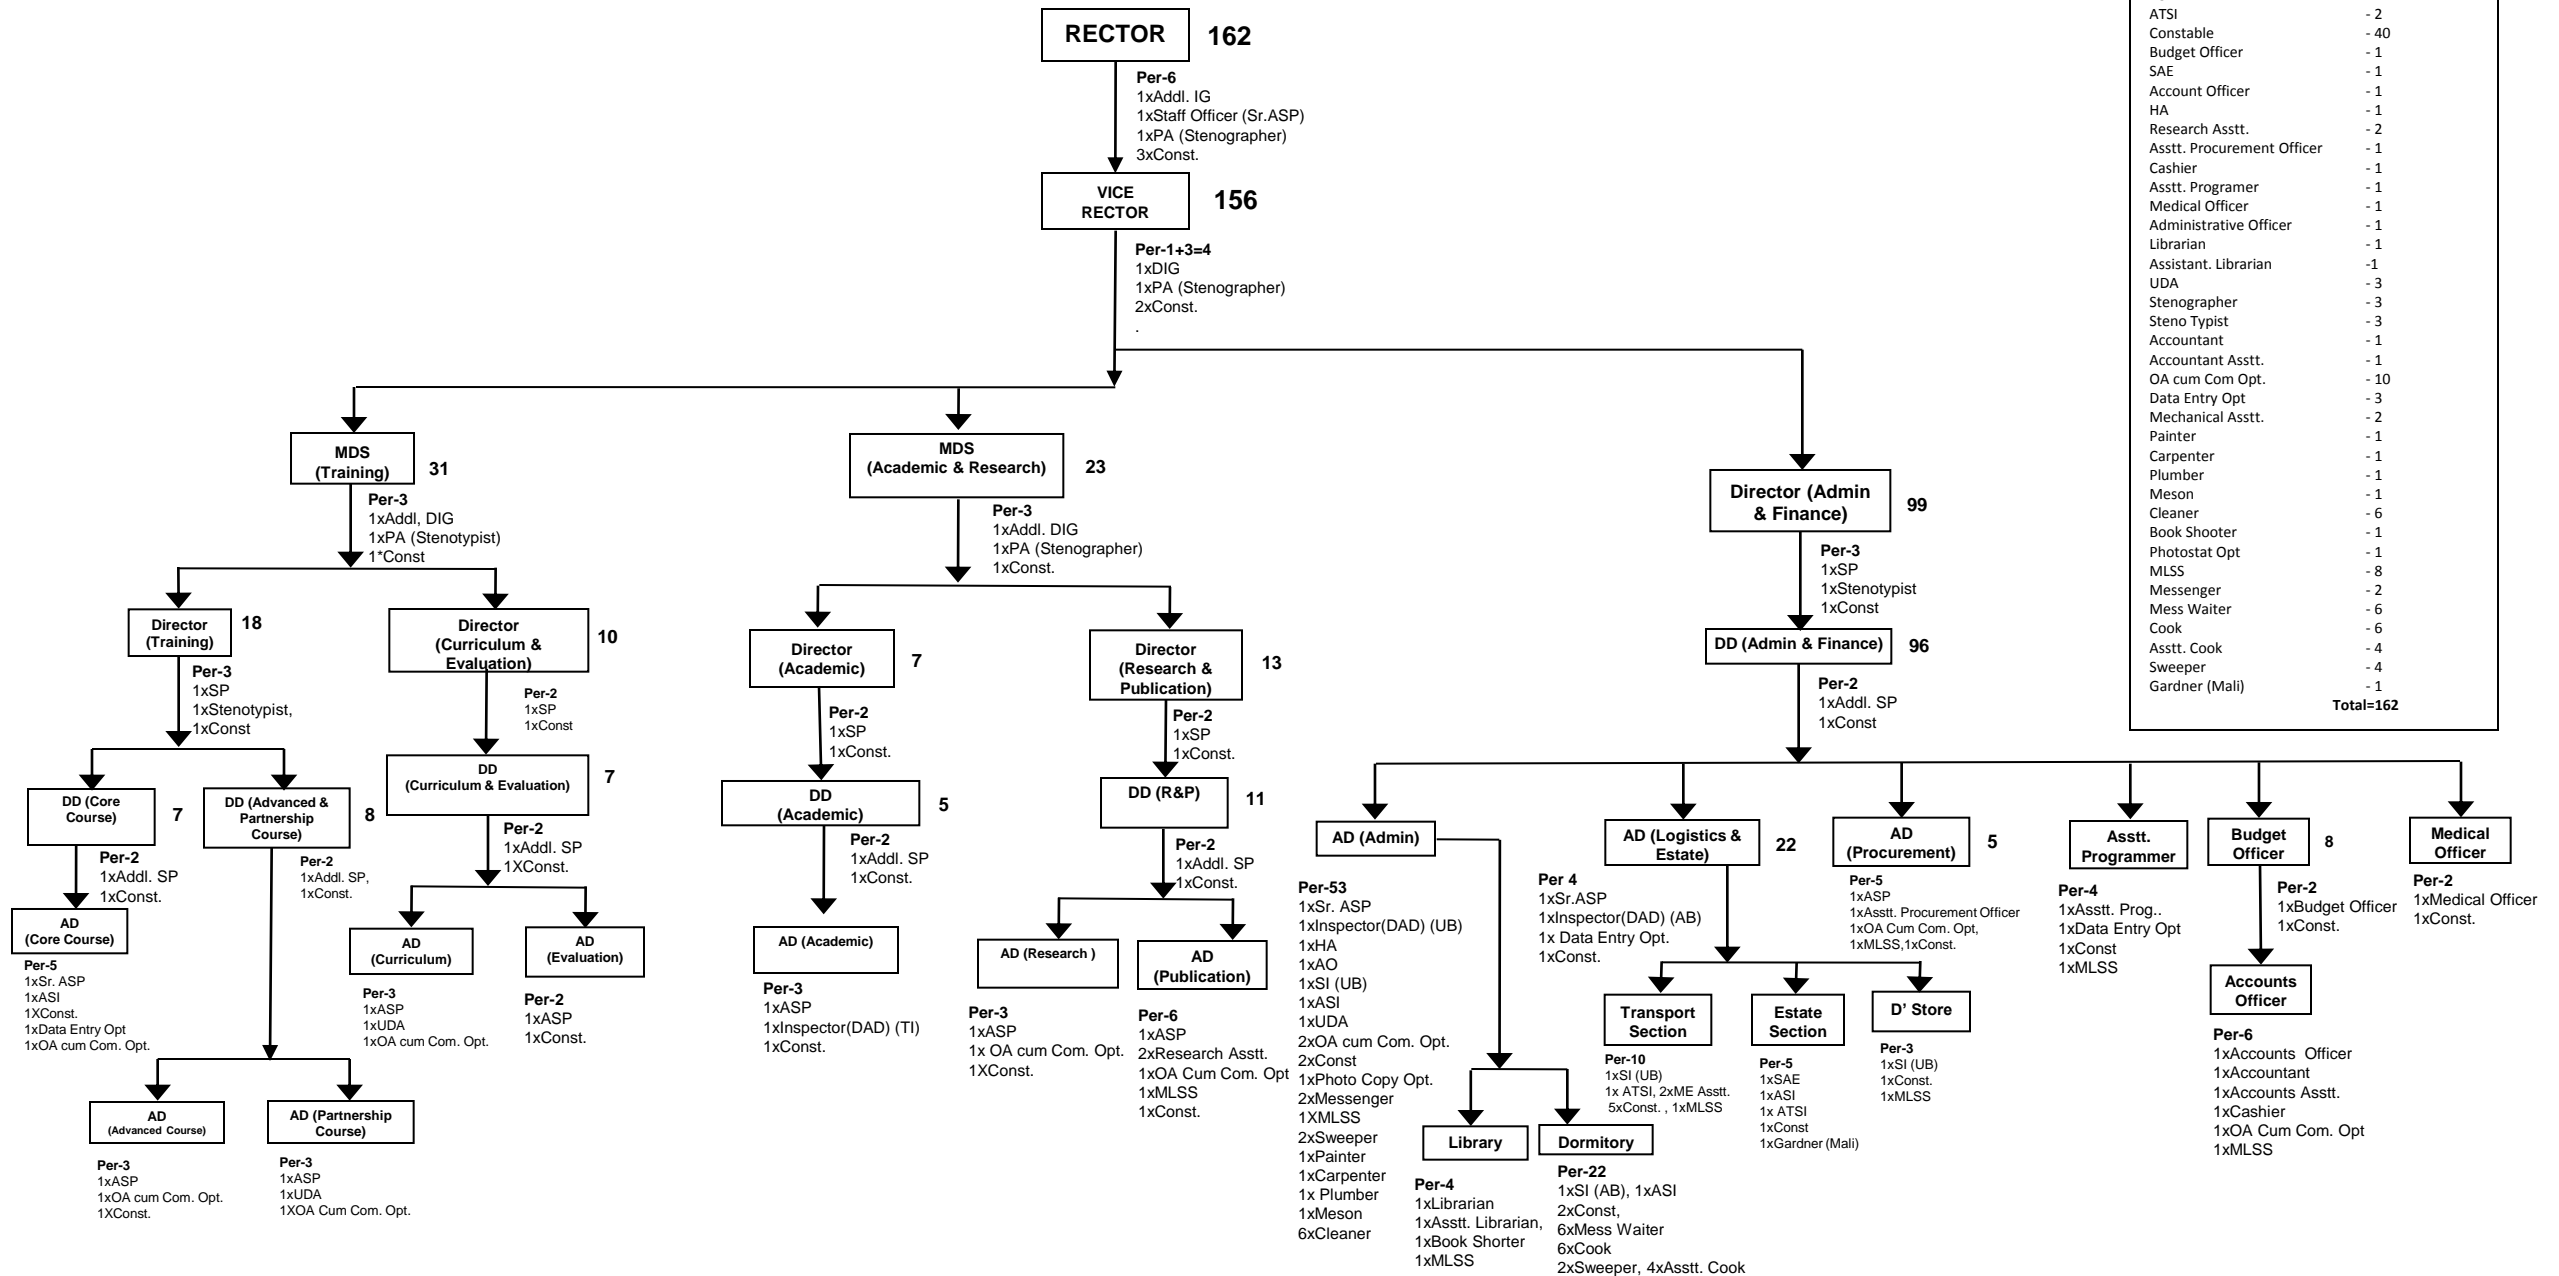 RECTOR 162
Per-6
1xAddl. IG
1xStaff Officer (Sr.ASP)
1xPA (Stenographer)
3xConst.
VICE
RECTOR
156
Per-1+3=4
1xDIG
1xPA (Stenographer)
2xConst.
.
MDS
(Training)
31
Per-3
1xAddl, DIG
1xPA (Stenotypist)
1*Const
Director
(Training)
18
Per-3
1xSP
1xStenotypist,
1xConst
DD (Core
Course)
7
Per-2
1xAddl. SP
1xConst.
AD
(Core Course)
Per-5
1xSr. ASP
1xASI
1XConst.
1xData Entry Opt
1xOA cum Com. Opt.
DD (Advanced &
Partnership
Course)
8
Per-2
1xAddl. SP,
1xConst.
AD
(Advanced Course)
Per-3
1xASP
1xOA cum Com. Opt.
1XConst.
AD (Partnership
Course)
Per-3
1xASP
1xUDA
1XOA Cum Com. Opt.
Director
(Curriculum &
Evaluation)
10
Per-2
1xSP
1xConst
DD
(Curriculum & Evaluation)
7
Per-2
1xAddl. SP
1XConst.
AD
(Curriculum)
Per-3
1xASP
1xUDA
1xOA cum Com. Opt.
AD
(Evaluation)
Per-2
1xASP
1xConst.
MDS
(Academic & Research)
23
Per-3
1xAddl. DIG
1xPA (Stenographer)
1xConst.
Director
(Academic)
7
Per-2
1xSP
1xConst.
DD
(Academic)
5
Per-2
1xAddl. SP
1xConst.
AD (Academic)
Per-3
1xASP
1xInspector(DAD) (TI)
1xConst.
Director
(Research &
Publication)
13
Per-2
1xSP
1xConst.
DD (R&P)
11
Per-2
1xAddl. SP
1xConst.
AD (Research )
Per-3
1xASP
1x OA cum Com. Opt.
1XConst.
AD
(Publication)
Per-6
1xASP
2xResearch Asstt.
1xOA Cum Com. Opt
1xMLSS
1xConst.
Director (Admin
& Finance)
99
Per-3
1xSP
1xStenotypist
1xConst
DD (Admin & Finance)
96
Per-2
1xAddl. SP
1xConst
AD (Admin)
Per-53
1xSr. ASP
1xInspector(DAD) (UB)
1xHA
1xAO
1xSI (UB)
1xASI
1xUDA
2xOA cum Com. Opt.
2xConst
1xPhoto Copy Opt.
2xMessenger
1XMLSS
2xSweeper
1xPainter
1xCarpenter
1x Plumber
1xMeson
6xCleaner
Library
Per-4
1xLibrarian
1xAsstt. Librarian,
1xBook Shorter
1xMLSS
Dormitory
Per-22
1xSI (AB), 1xASI
2xConst,
6xMess Waiter
6xCook
2xSweeper, 4xAsstt. Cook
AD (Logistics &
Estate)
22
Per 4
1xSr.ASP
1xInspector(DAD) (AB)
1x Data Entry Opt.
1xConst.
Transport
Section
Per-10
1xSI (UB)
1x ATSI, 2xME Asstt.
5xConst. , 1xMLSS
Estate
Section
Per-5
1xSAE
1xASI
1x ATSI
1xConst
1xGardner (Mali)
D’ Store
Per-3
1xSI (UB)
1xConst.
1xMLSS
AD
(Procurement)
5
Per-5
1xASP
1xAsstt. Procurement Officer
1xOA Cum Com. Opt,
1xMLSS,1xConst.
Asstt.
Programmer
Per-4
1xAsstt. Prog..
1xData Entry Opt
1xConst
1xMLSS
Budget
Officer
8
Per-2
1xBudget Officer
1xConst.
Accounts
Officer
Per-6
1xAccounts Officer
1xAccountant
1xAccounts Asstt.
1xCashier
1xOA Cum Com. Opt
1xMLSS
Medical
Officer
Per-2
1xMedical Officer
1xConst.
ATSI - 2
Constable - 40
Budget Officer - 1
SAE - 1
Account Officer - 1
HA - 1
Research Asstt. - 2
Asstt. Procurement Officer - 1
Cashier - 1
Asstt. Programer - 1
Medical Officer - 1
Administrative Officer - 1
Librarian - 1
Assistant. Librarian -1
UDA - 3
Stenographer - 3
Steno Typist - 3
Accountant - 1
Accountant Asstt. - 1
OA cum Com Opt. - 10
Data Entry Opt - 3
Mechanical Asstt. - 2
Painter - 1
Carpenter - 1
Plumber - 1
Meson - 1
Cleaner - 6
Book Shooter - 1
Photostat Opt - 1
MLSS - 8
Messenger - 2
Mess Waiter - 6
Cook - 6
Asstt. Cook - 4
Sweeper - 4
Gardner (Mali) - 1
Total=162